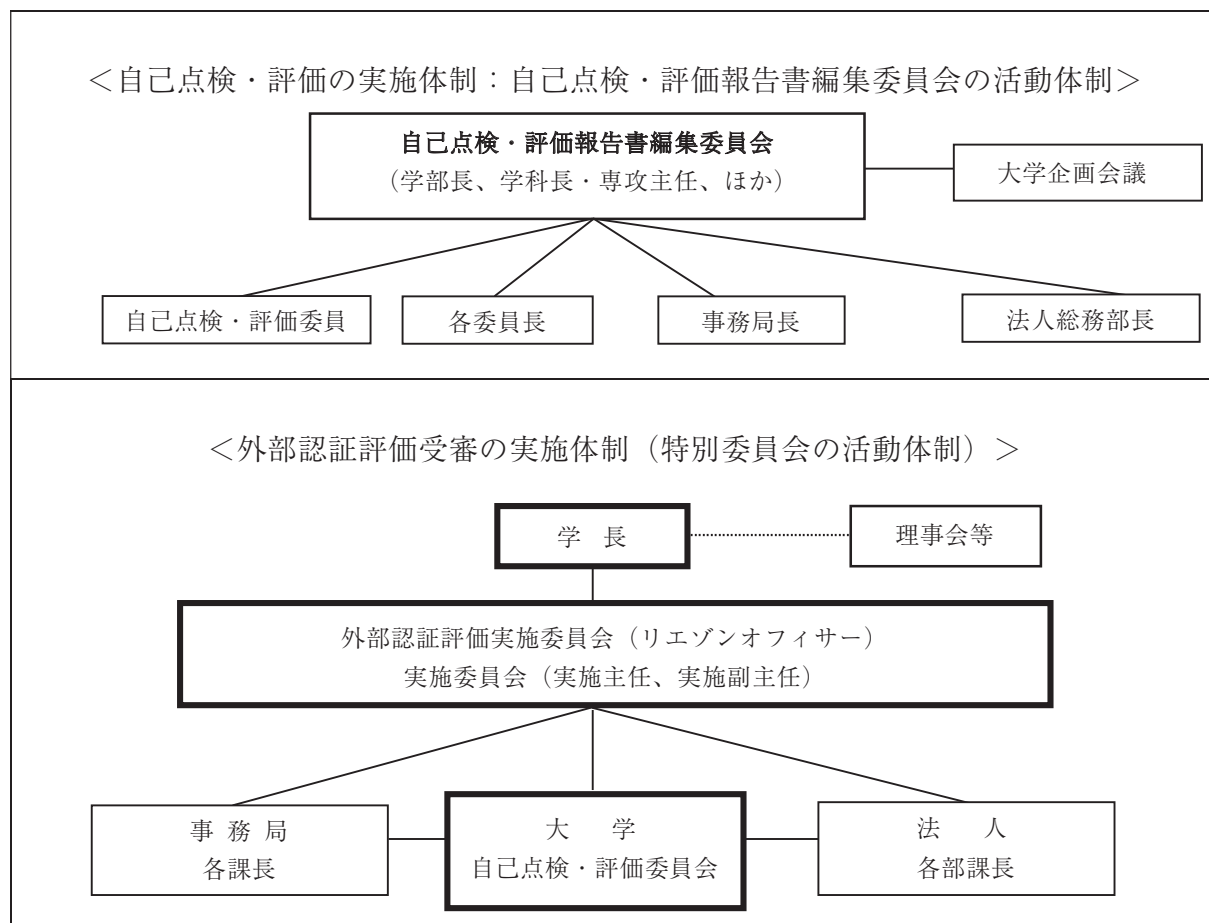 ＜自己点検・評価の実施体制：自己点検・評価報告書編集委員会の活動体制＞
自己点検・評価報告書編集委員会
（学部長、学科長・専攻主任、ほか）
大学企画会議
自己点検・評価委員
各委員長
事務局長
法人総務部長
＜外部認証評価受審の実施体制（特別委員会の活動体制）＞
学　長
理事会等
外部認証評価実施委員会（リエゾンオフィサー）
実施委員会（実施主任、実施副主任）
事 務 局
各課長
大　　学
自己点検・評価委員会
法　　人
各部課長